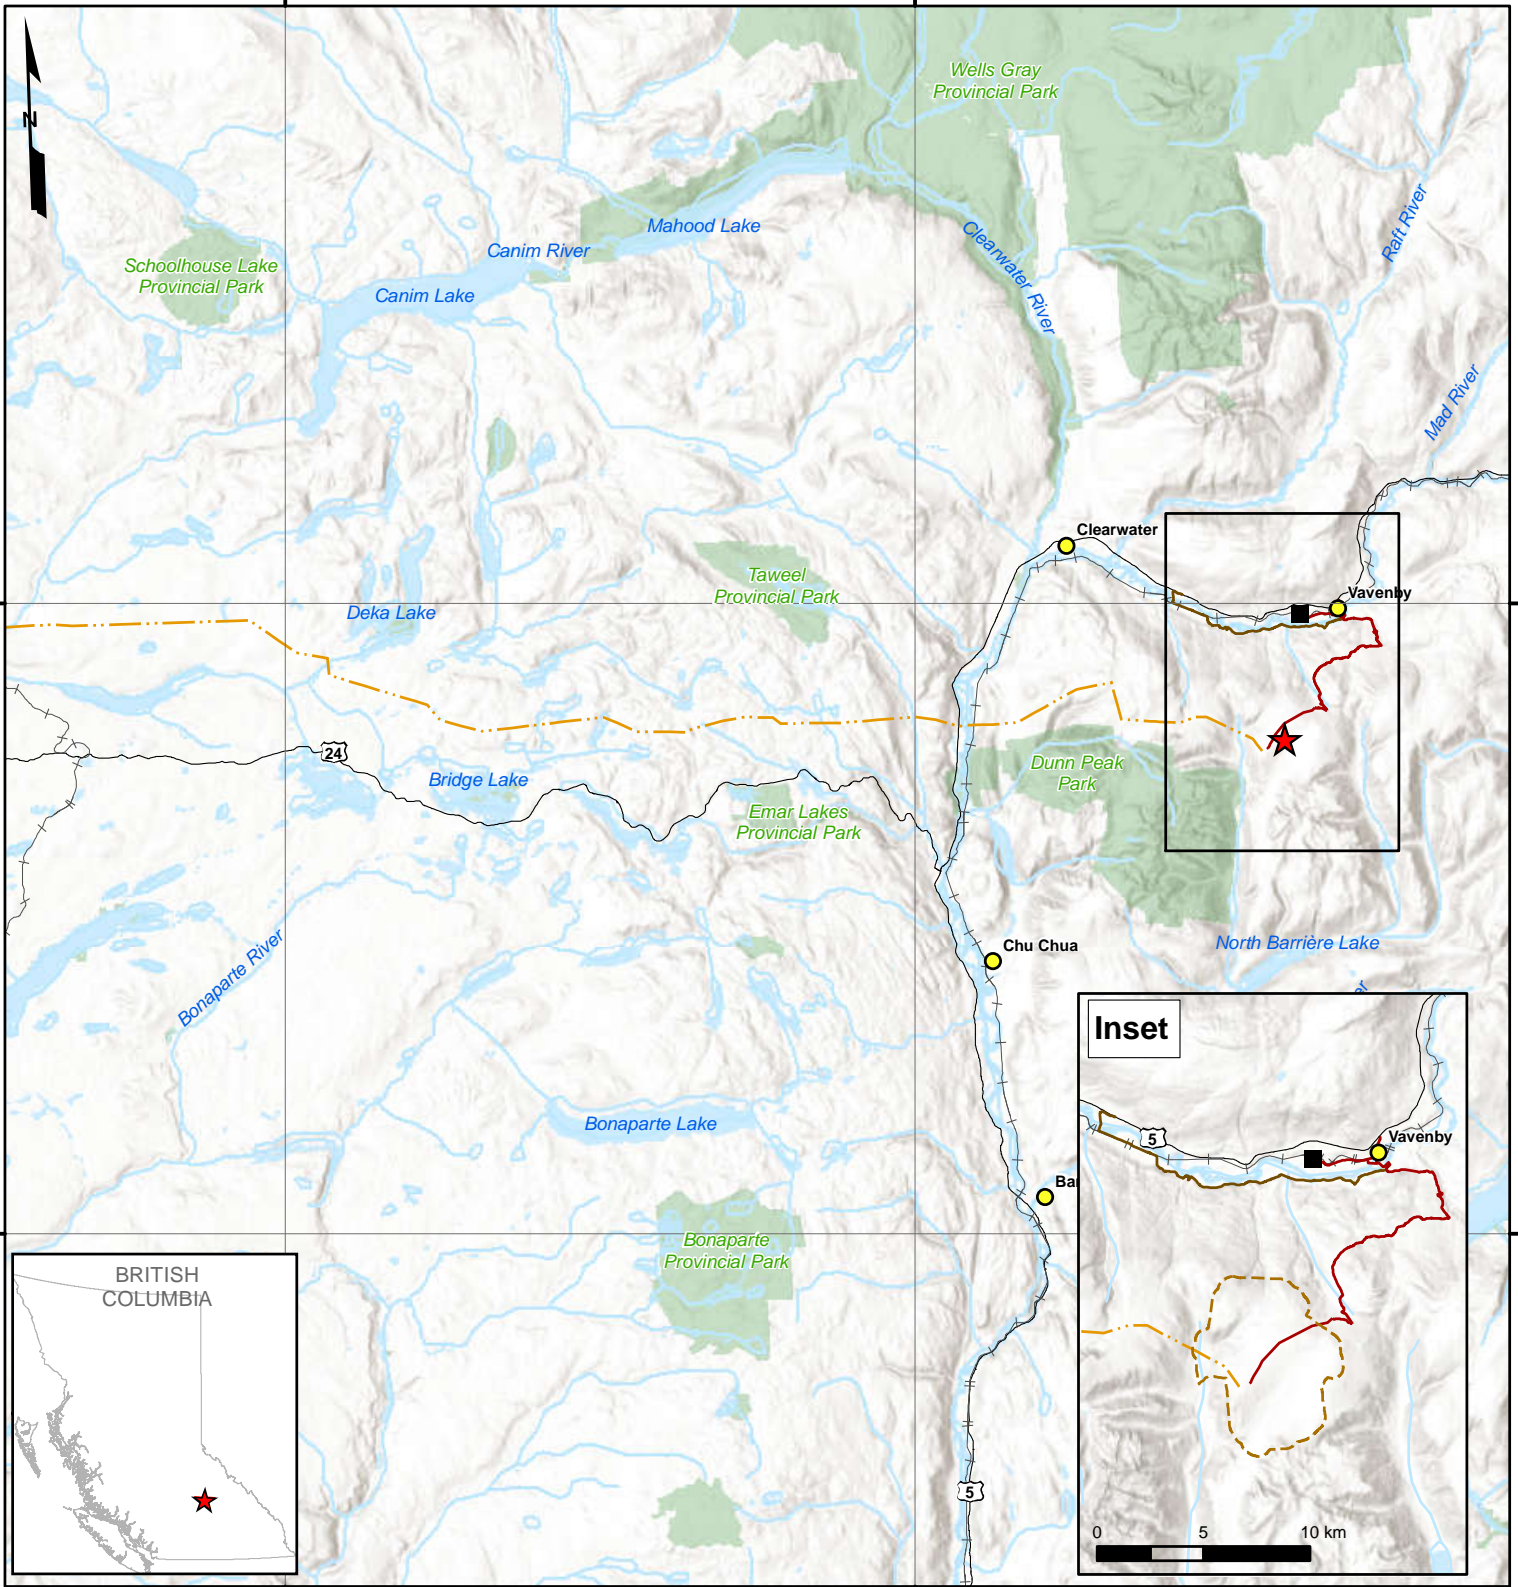 Wells Gray
Provincial Park
N
Raft River
Mahood Lake
Canim River
Clearwater River
Schoolhouse Lake
Provincial Park
Canim Lake
Mad River
Clearwater
Taweel
Provincial Park
Vavenby
Deka Lake
24
Bridge Lake
Dunn Peak
Park
Emar Lakes
Provincial Park
Chu Chua
North Barrière Lake
Bonaparte River
er
Inset
Bonaparte Lake
5
Vavenby
Bar
Bonaparte
Provincial Park
BRITISH
COLUMBIA
5
0 5 10 km